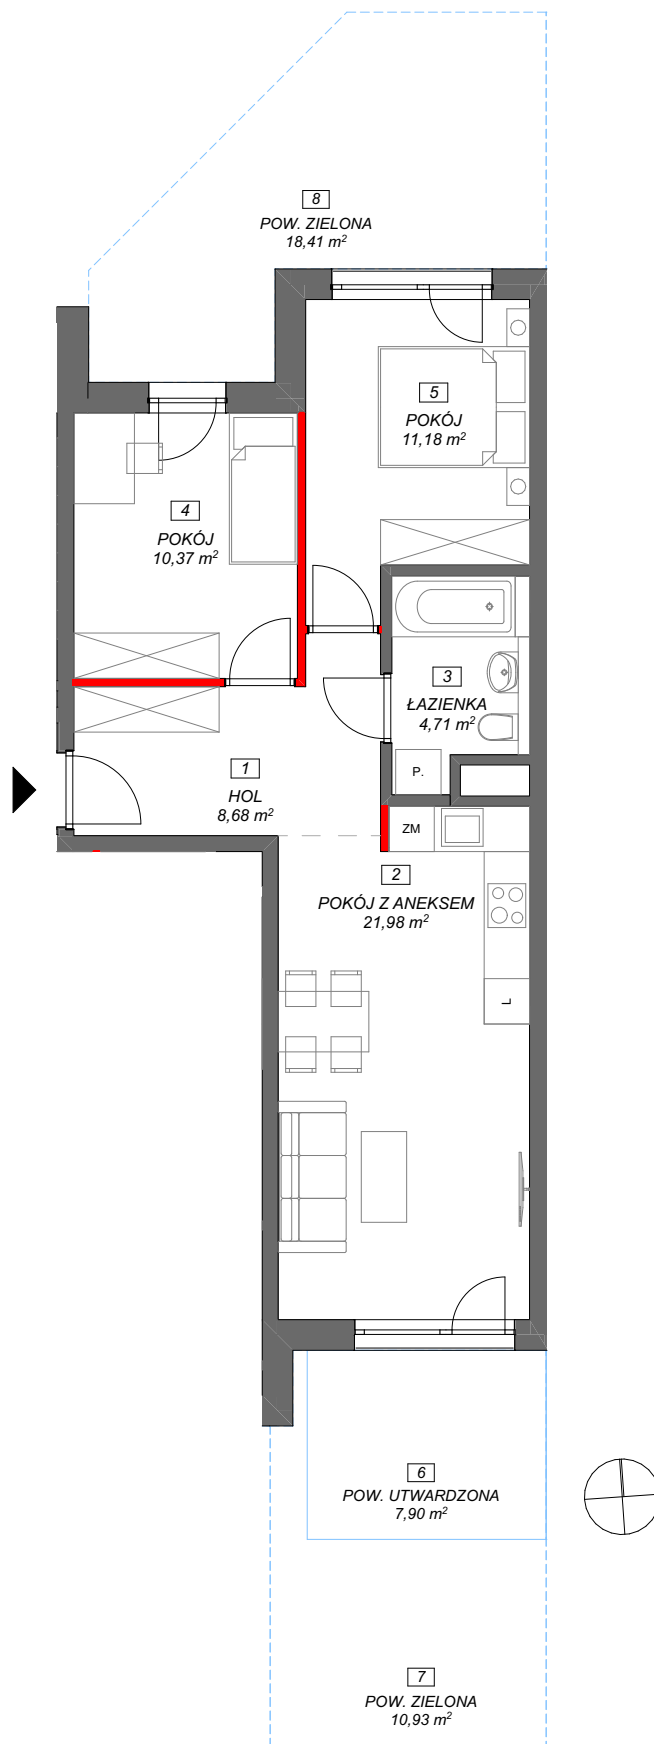 8
POW. ZIELONA
18,41 m²
5
POKÓJ
11,18 m²
4
POKÓJ
10,37 m²
3
ŁAZIENKA
4,71 m²
1
HOL
8,68 m²
P.
ZM
2
POKÓJ Z ANEKSEM
21,98 m²
L
6
POW. UTWARDZONA
7,90 m²
7
POW. ZIELONA
10,93 m²